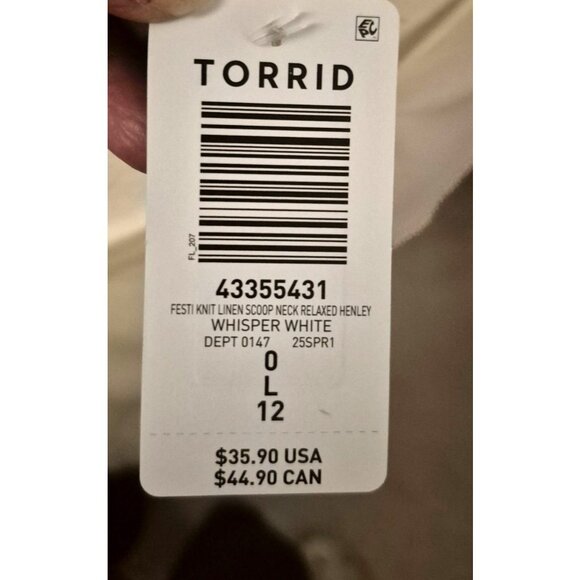 EPC
TORRID
FL_207
43355431
FESTI KNIT LINEN SCOOP NECK RELAXED HENLEY
WHISPER WHITE
DEPT 0147 25SPR1
0
L
12
$35.90 USA
$44.90 CAN